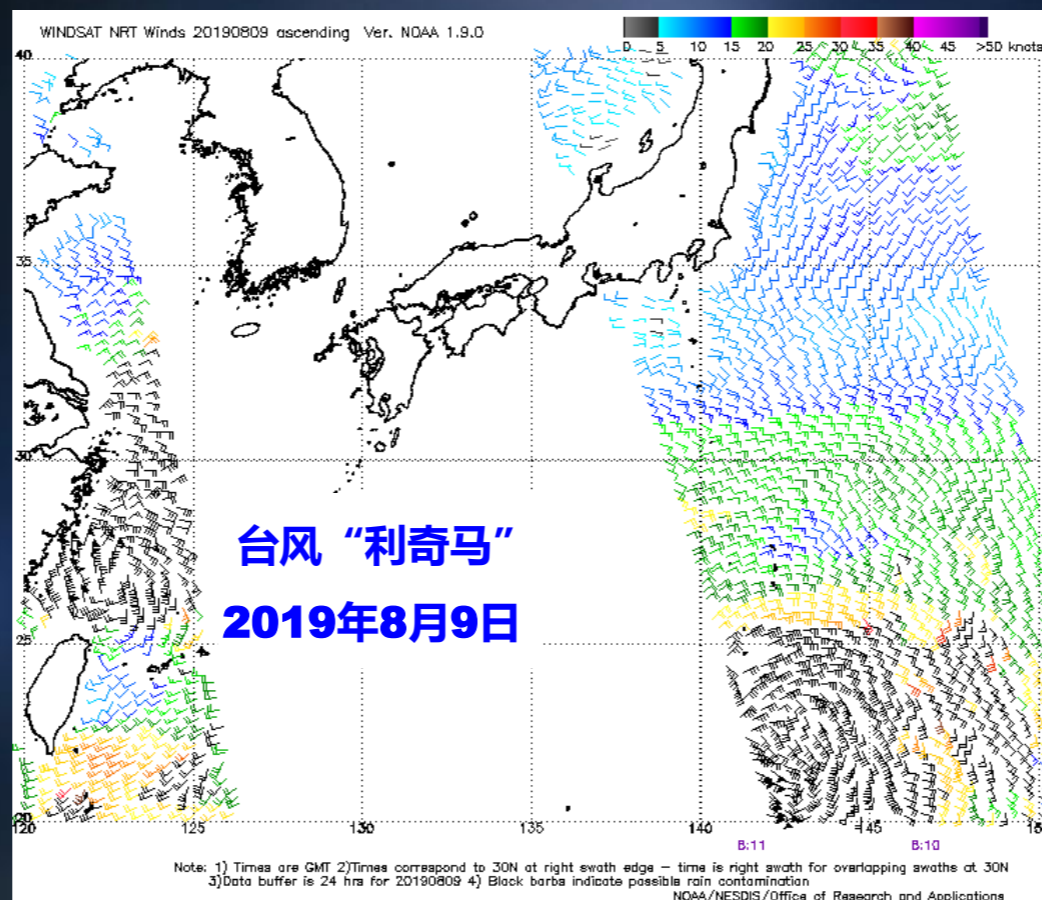 WINDSAT NRT Winds 20190809 ascending Ver. NOAA 1.9.0
0 5 10 15 20 25 30 35 40 45 >50 knots
40
35
30
25
20
台风“利奇马”
2019年8月9日
120 125 130 135 140 145
B:11 B:10
Note: 1) Times are GMT 2)Times correspond to 30N at right swath edge – time is right swath for overlapping swaths at 30N
3)Data buffer is 24 hrs for 20190809 4) Black barbs indicate possible rain contamination
NOAA/NESDIS/Office of Research and Applications